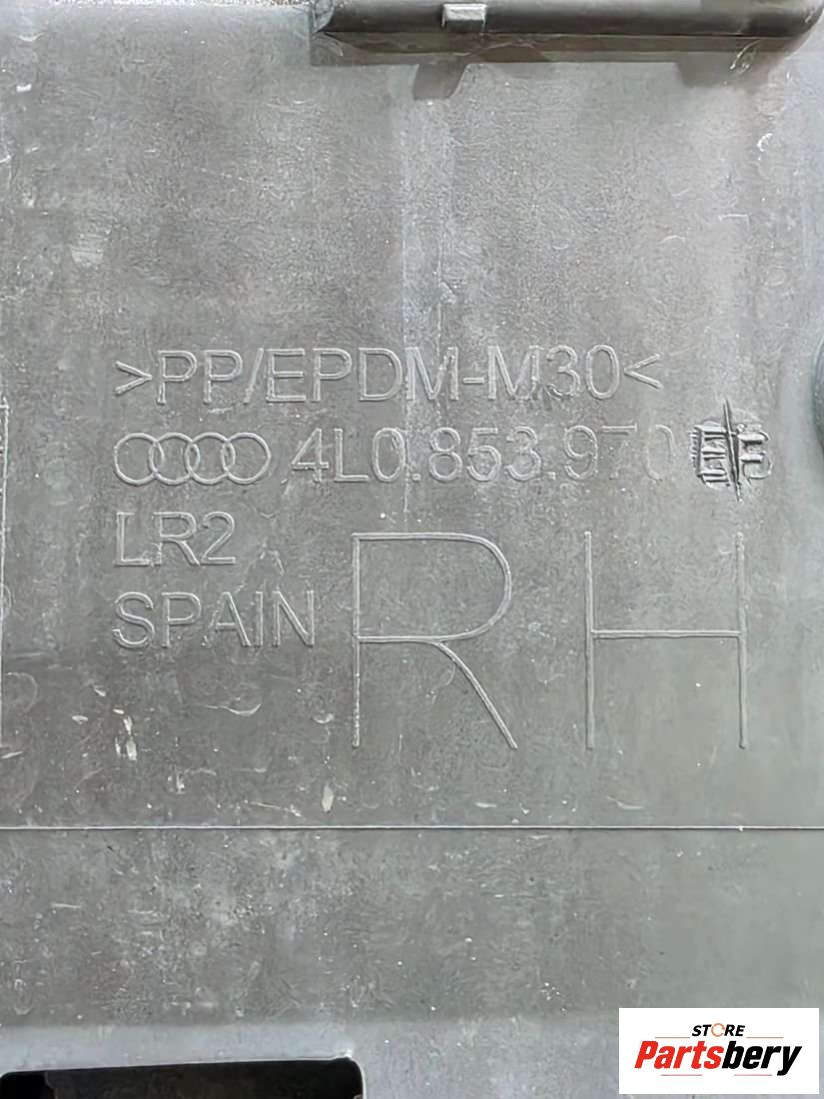 >PP/EPDM-M30<
4L0.853.970
LR2
SPAIN
RH
STORE
Partsbery